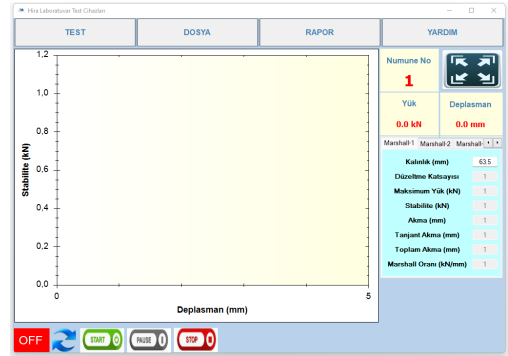 Hira Laboratuvar Test Cihazları
TEST
DOSYA
RAPOR
YARDIM
Stabilite (kN)
1,2
1,0
0,8
0,6
0,4
0,2
0,0
0
5
Deplasman (mm)
Numune No
1
Yük
0.0 kN
Deplasman
0.0 mm
Marshall-1 Marshall-2 Marshall-
Kalınlık (mm) 63.5
Düzeltme Katsayısı 1
Maksimum Yük (kN) 1
Stabilite (kN) 1
Akma (mm) 1
Tanjant Akma (mm) 1
Toplam Akma (mm) 1
Marshall Oranı (kN/mm) 1
OFF
START
PAUSE
STOP